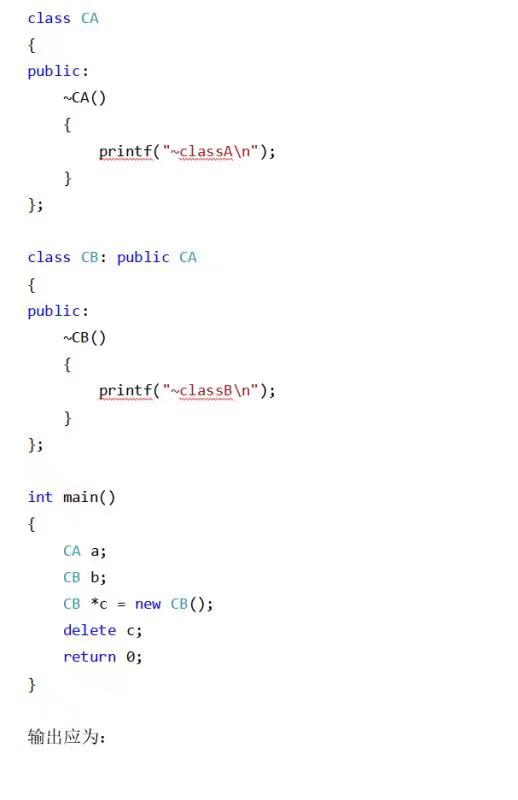 class CA
{
public:
    ~CA()
    {
        printf("~classA\n");
    }
};
class CB: public CA
{
public:
    ~CB()
    {
        printf("~classB\n");
    }
};
int main()
{
    CA a;
    CB b;
    CB *c = new CB();
    delete c;
    return 0;
}
输出应为: